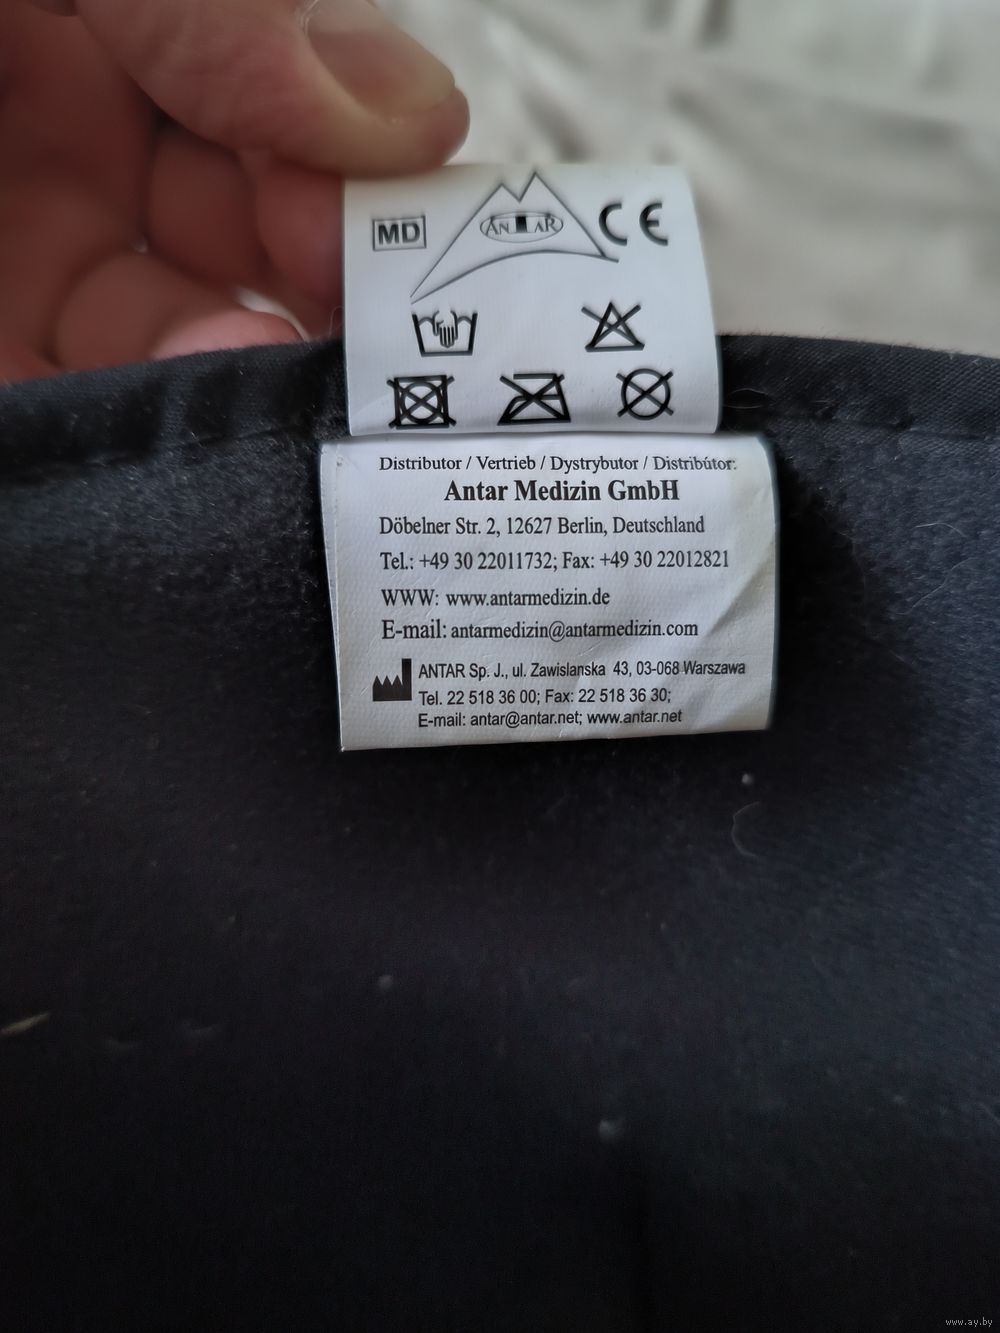 MD
ANTAR
CE
Distributor / Vertrieb / Dystrybutor / Distribútor:
Antar Medizin GmbH
Döbelner Str. 2, 12627 Berlin, Deutschland
Tel.: +49 30 22011732; Fax: +49 30 22012821
WWW: www.antarmedizin.de
E-mail: antarmedizin@antarmedizin.com
ANTAR Sp. J., ul. Zawislanska 43, 03-068 Warszawa
Tel. 22 518 36 00; Fax: 22 518 36 30;
E-mail: antar@antar.net; www.antar.net
www.ay.by